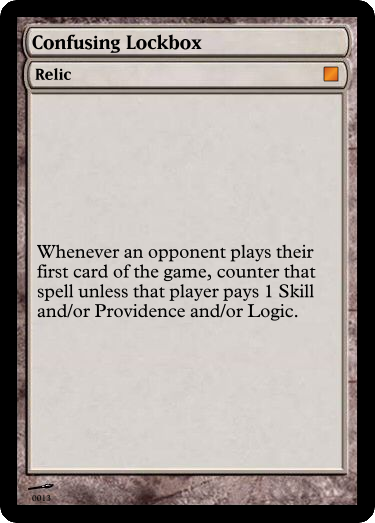 Confusing Lockbox
Relic
Whenever an opponent plays their
first card of the game, counter that
spell unless that player pays 1 Skill
and/or Providence and/or Logic.
0013